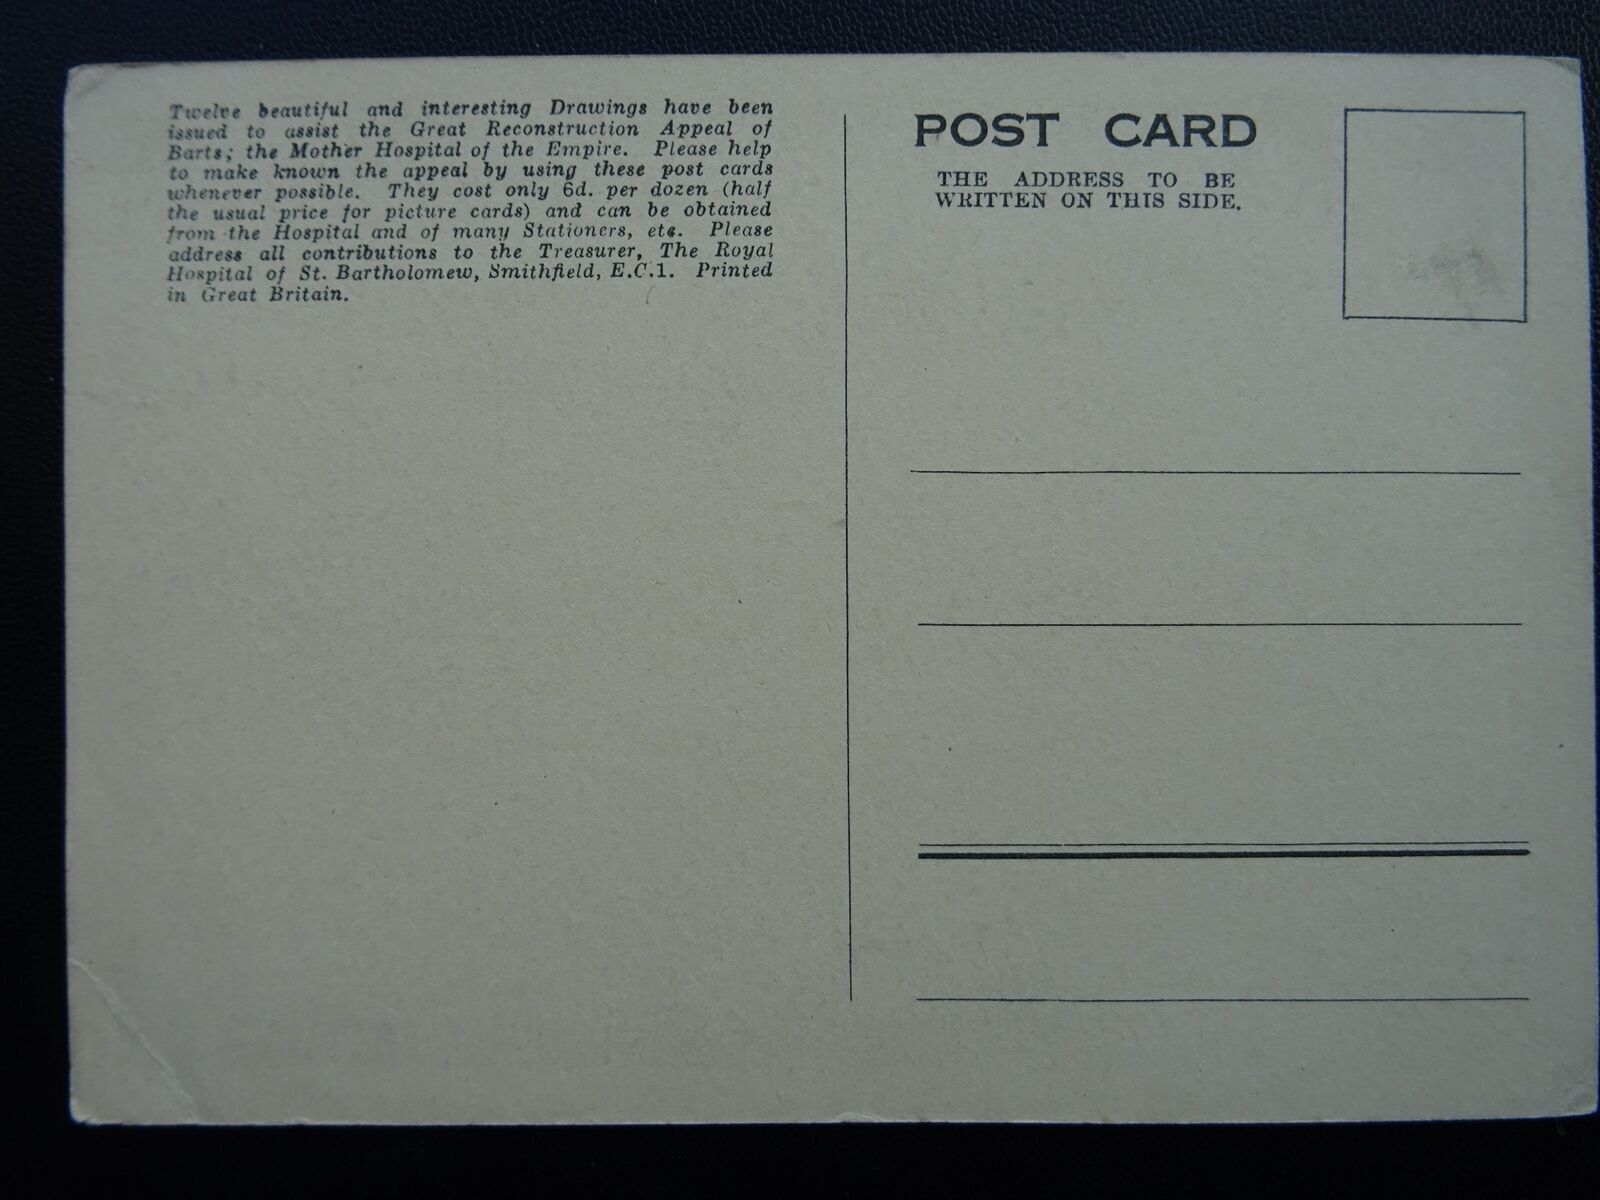 Twelve beautiful and interesting Drawings have been
issued to assist the Great Reconstruction Appeal of
Barts; the Mother Hospital of the Empire. Please help
to make known the appeal by using these post cards
whenever possible. They cost only 6d. per dozen (half
the usual price for picture cards) and can be obtained
from the Hospital and of many Stationers, etc. Please
address all contributions to the Treasurer, The Royal
Hospital of St. Bartholomew, Smithfield, E.C.1. Printed
in Great Britain.
POST CARD
THE ADDRESS TO BE
WRITTEN ON THIS SIDE.